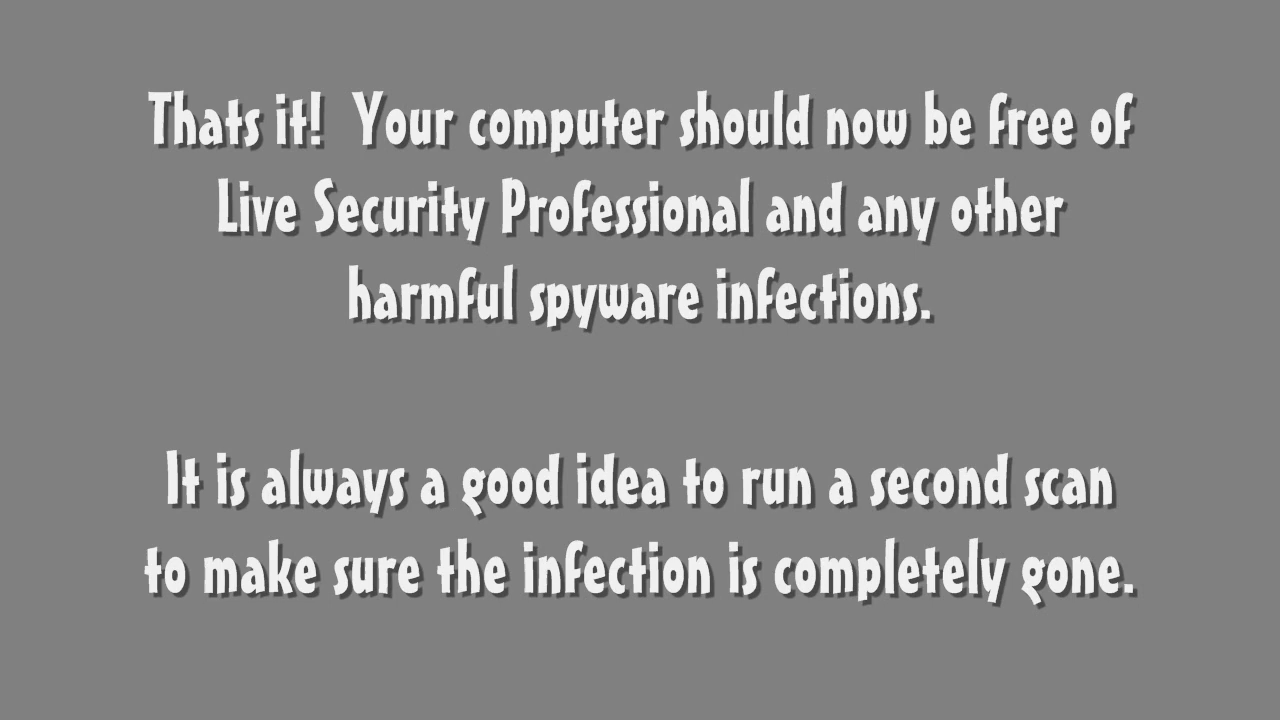 Thats it!  Your computer should now be free of
Live Security Professional and any other
harmful spyware infections.
It is always a good idea to run a second scan
to make sure the infection is completely gone.